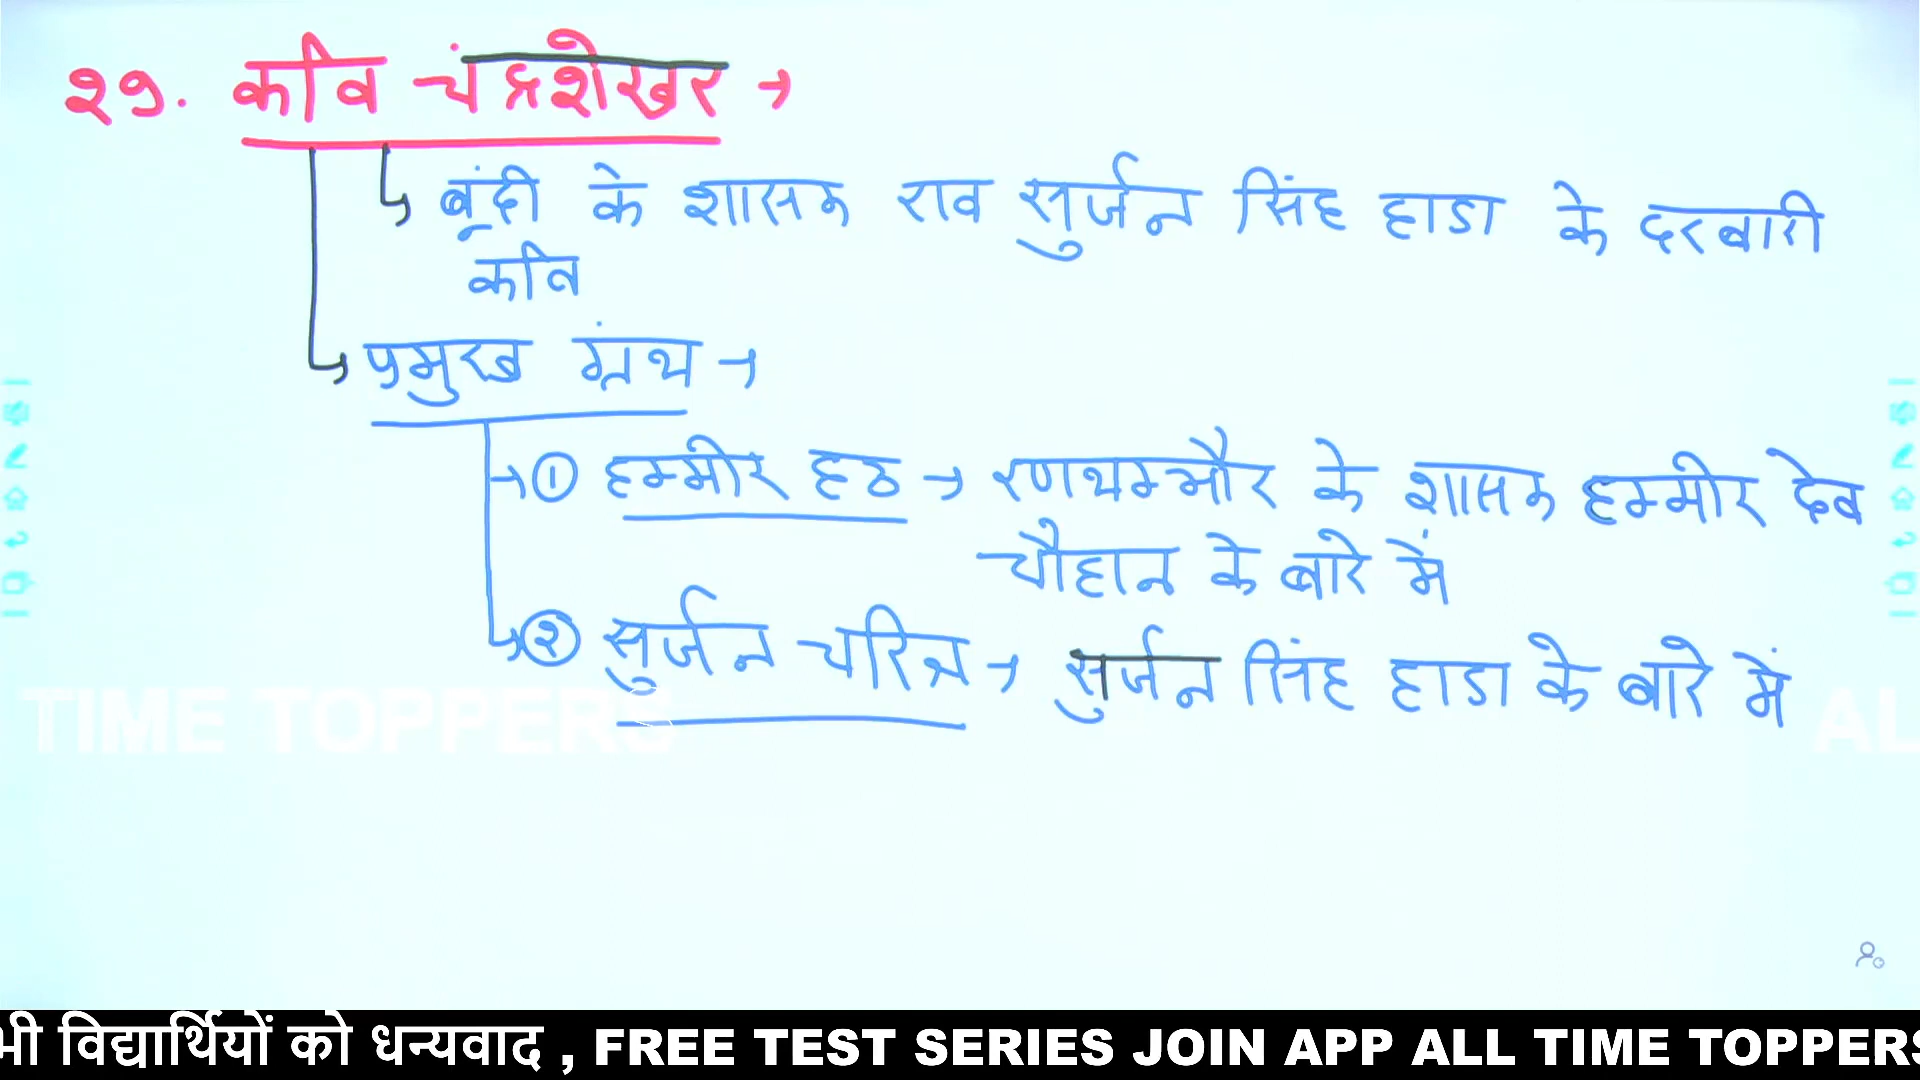 २१. कवि चंद्रशेखर →
बूंदी के शासक राव सुर्जन सिंह हाडा के दरबारी
कवि
प्रमुख ग्रंथ →
→ ① हम्मीर हठ → रणथम्भौर के शासक हम्मीर देव
चौहान के बारे में
② सुर्जन चरित्र → सुर्जन सिंह हाडा के बारे में
TIME TOPPERS AL
भी विद्यार्थियों को धन्यवाद , FREE TEST SERIES JOIN APP ALL TIME TOPPERS